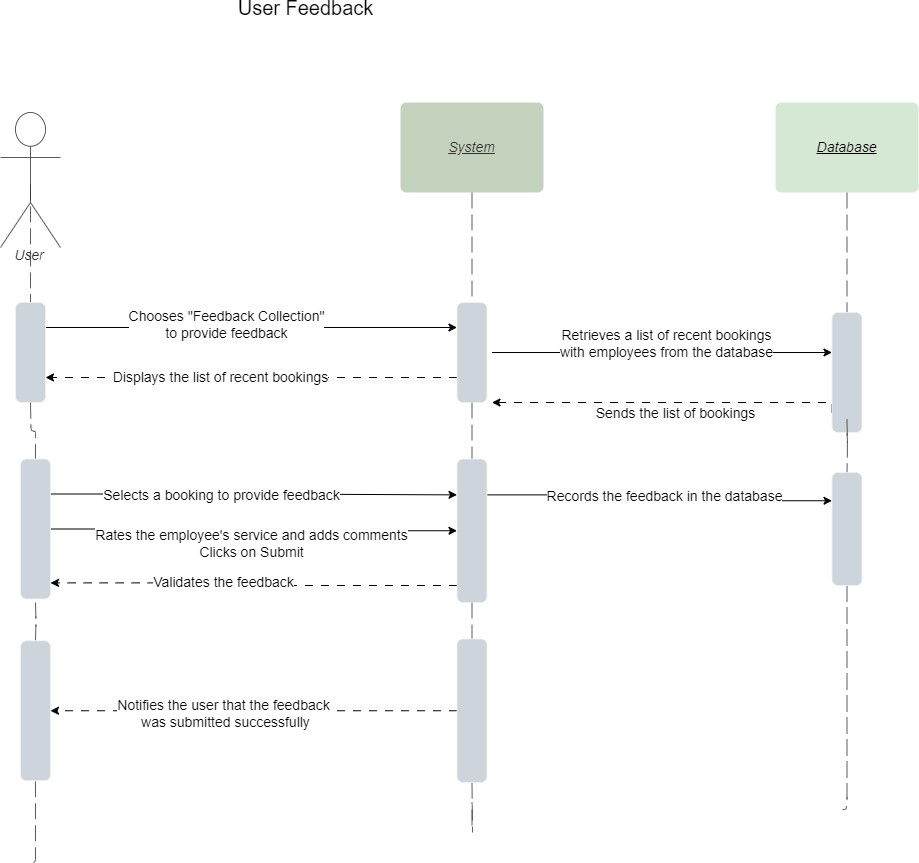 User Feedback
System
Database
User
Chooses "Feedback Collection"
to provide feedback
Retrieves a list of recent bookings
with employees from the database
Displays the list of recent bookings
Sends the list of bookings
Selects a booking to provide feedback
Records the feedback in the database
Rates the employee's service and adds comments
Clicks on Submit
Validates the feedback
Notifies the user that the feedback
was submitted successfully